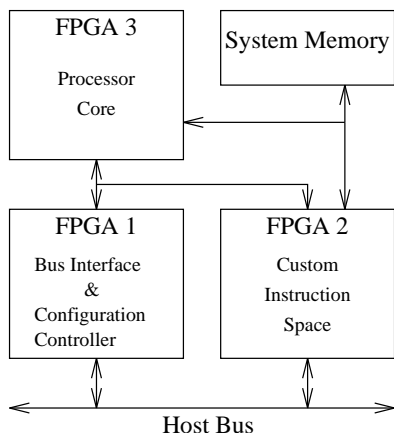 FPGA 3
Processor
Core
System Memory
FPGA 1
Bus Interface
&
Configuration
Controller
FPGA 2
Custom
Instruction
Space
Host Bus